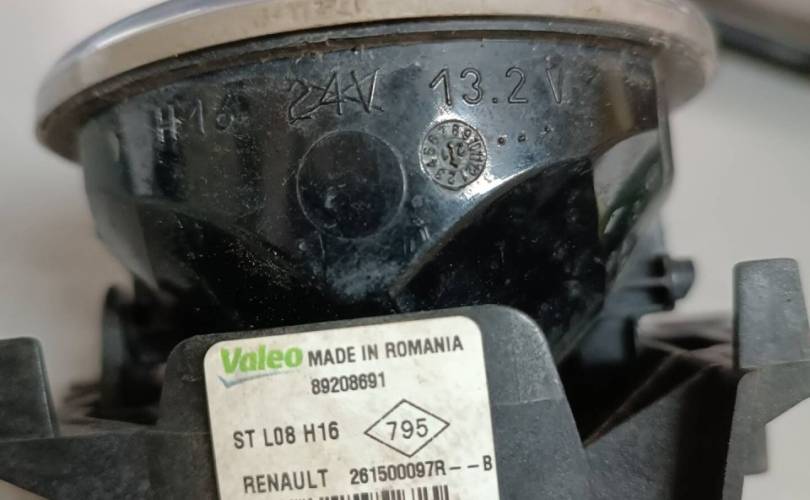 H16 24V 13.2V
Valeo MADE IN ROMANIA
89208691
ST L08 H16 795
RENAULT 261500097R--B